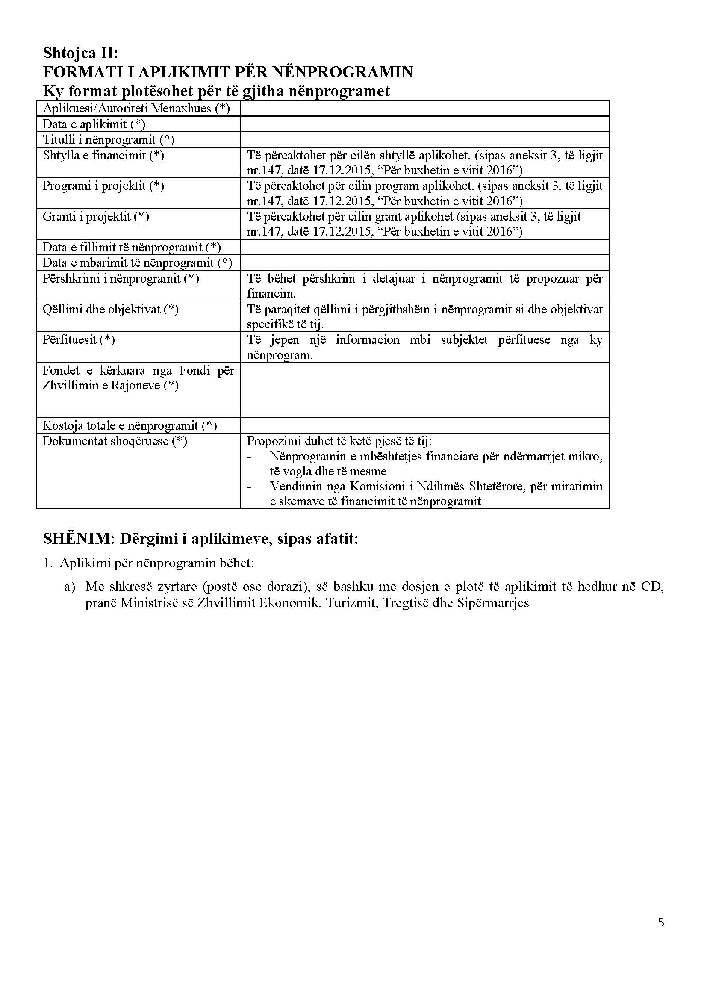 Shtojca II:
FORMATI I APLIKIMIT PËR NËNPROGRAMIN
Ky format plotësohet për të gjitha nënprogramet
Aplikuesi/Autoriteti Menaxhues (*)
Data e aplikimit (*)
Titulli i nënprogramit (*)
Shtylla e financimit (*)
Të përcaktohet për cilën shtyllë aplikohet. (sipas aneksit 3, të ligjit
nr.147, datë 17.12.2015, “Për buxhetin e vitit 2016”)
Programi i projektit (*)
Të përcaktohet për cilin program aplikohet. (sipas aneksit 3, të ligjit
nr.147, datë 17.12.2015, “Për buxhetin e vitit 2016”)
Granti i projektit (*)
Të përcaktohet për cilin grant aplikohet (sipas aneksit 3, të ligjit
nr.147, datë 17.12.2015, “Për buxhetin e vitit 2016”)
Data e fillimit të nënprogramit (*)
Data e mbarimit të nënprogramit (*)
Përshkrimi i nënprogramit (*)
Të bëhet përshkrim i detajuar i nënprogramit të propozuar për
financim.
Qëllimi dhe objektivat (*)
Të paraqitet qëllimi i përgjithshëm i nënprogramit si dhe objektivat
specifikë të tij.
Përfituesit (*)
Të jepen një informacion mbi subjektet përfituese nga ky
nënprogram.
Fondet e kërkuara nga Fondi për
Zhvillimin e Rajoneve (*)
Kostoja totale e nënprogramit (*)
Dokumentat shoqëruese (*)
Propozimi duhet të ketë pjesë të tij:
- Nënprogramin e mbështetjes financiare për ndërmarrjet mikro,
të vogla dhe të mesme
- Vendimin nga Komisioni i Ndihmës Shtetërore, për miratimin
e skemave të financimit të nënprogramit
SHËNIM: Dërgimi i aplikimeve, sipas afatit:
1. Aplikimi për nënprogramin bëhet:
a) Me shkresë zyrtare (postë ose dorazi), së bashku me dosjen e plotë të aplikimit të hedhur në CD,
pranë Ministrisë së Zhvillimit Ekonomik, Turizmit, Tregtisë dhe Sipërmarrjes
5